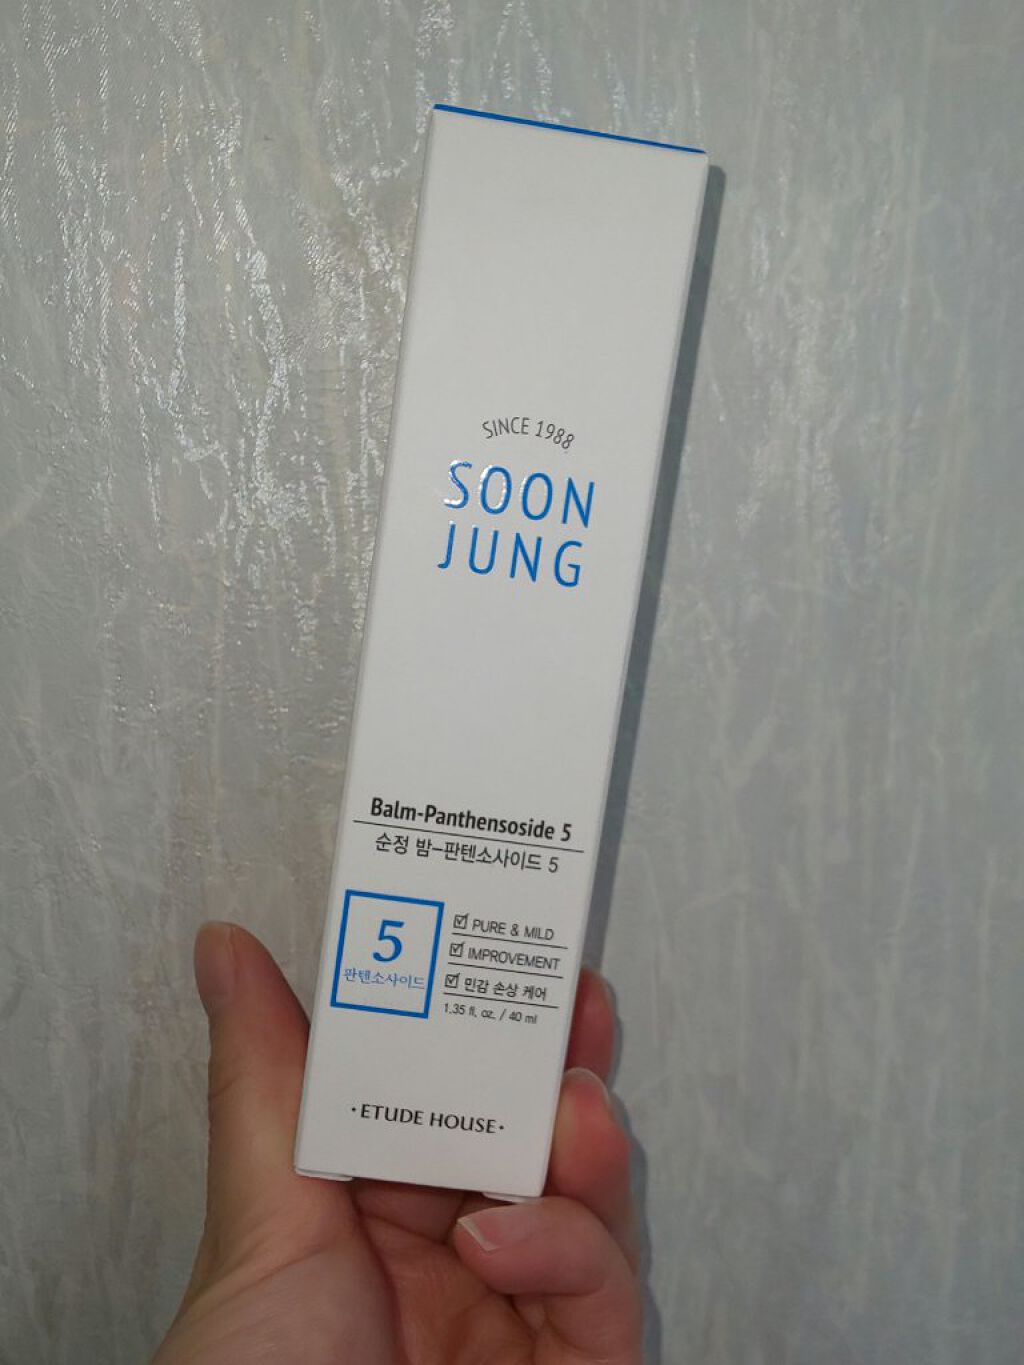 SINCE 1988
SOON
JUNG
Balm-Panthensoside 5
순정 밤-판텐소사이드 5
5
판텐소사이드
PURE & MILD
IMPROVEMENT
민감 손상 케어
1.35 fl. oz. / 40 ml
·ETUDE HOUSE·